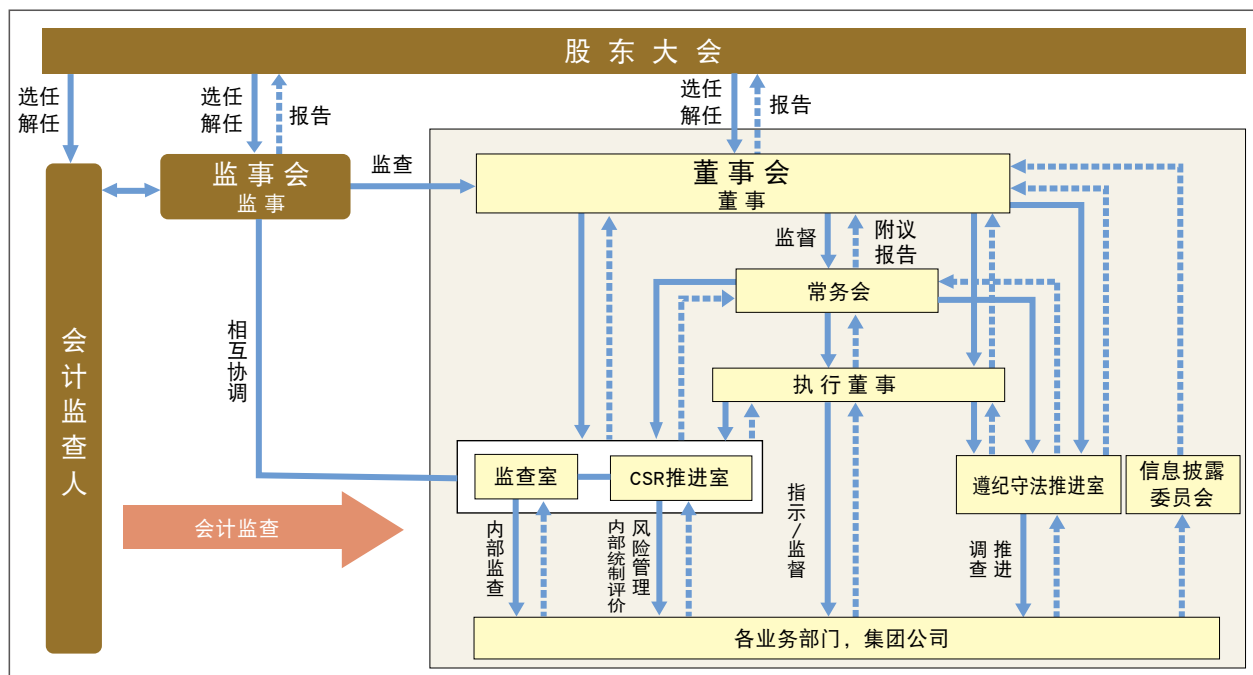 股东大会
选任
解任
选任
解任
报告
选任
解任
报告
监事会
监事
监查
董事会
董事
监督
附议
报告
常务会
会计监查人
相互协调
执行董事
监查室
CSR推进室
遵纪守法推进室
信息披露
委员会
会计监查
内部监查
内部统制评价
风险管理
指示/监督
调查
推进
各业务部门，集团公司